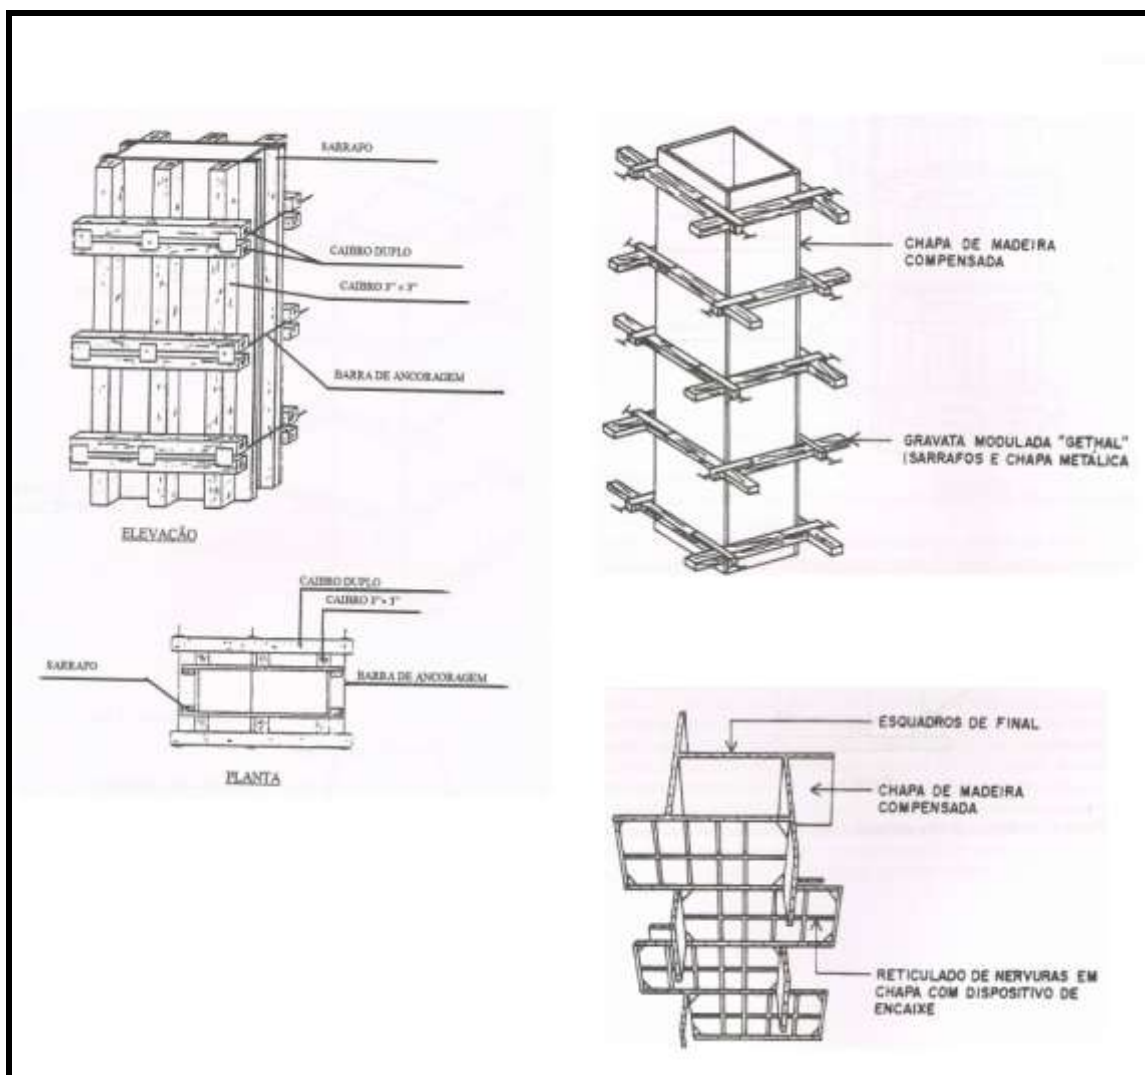 SARRAFO
CAIBRO DUPLO
CAIBRO 3" x 3"
BARRA DE ANCORAGEM
ELEVAÇÃO
CAIBRO DUPLO
CAIBRO 3" x 3"
SARRAFO
BARRA DE ANCORAGEM
PLANTA
CHAPA DE MADEIRA
COMPENSADA
GRAVATA MODULADA "GETHAL"
(SARRAFOS E CHAPA METÁLICA
ESQUADROS DE FINAL
CHAPA DE MADEIRA
COMPENSADA
RETICULADO DE NERVURAS EM
CHAPA COM DISPOSITIVO DE
ENCAIXE